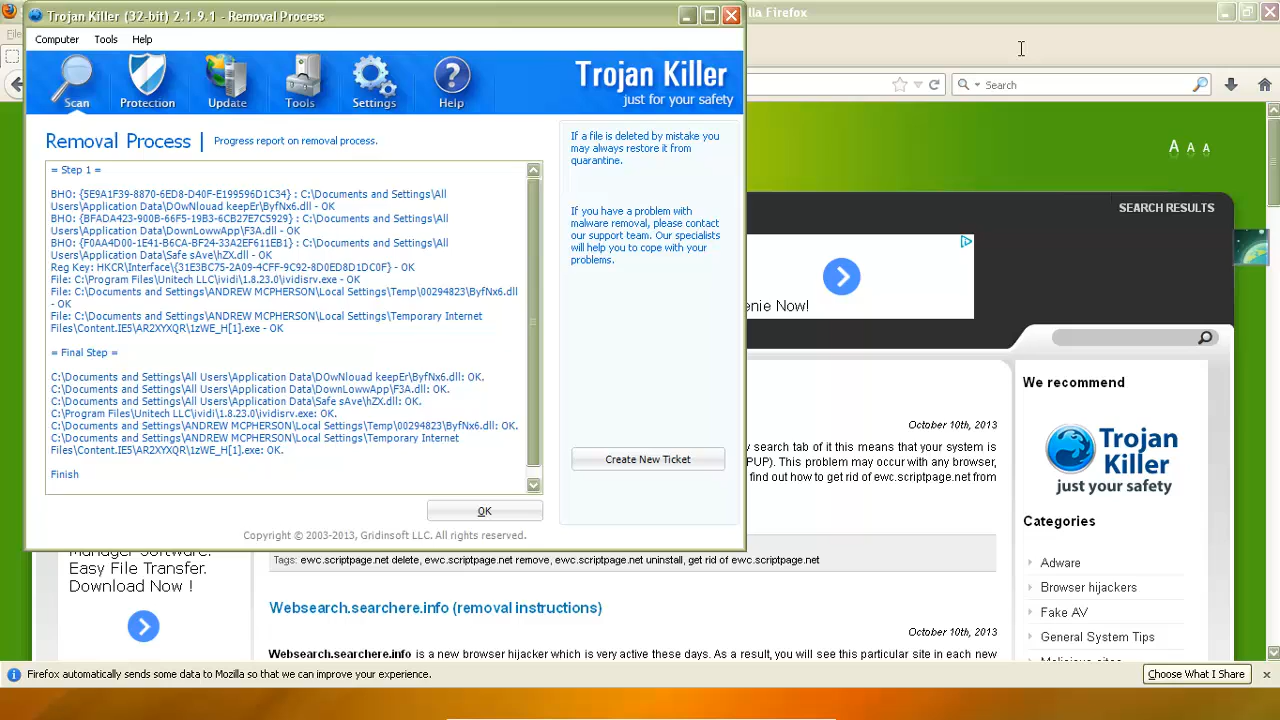 Trojan Killer (32-bit) 2.1.9.1 - Removal Process
Computer Tools Help
Scan Protection Update Tools Settings Help
Trojan Killer
just for your safety
Removal Process | Progress report on removal process.
= Step 1 =
BHO: {5E9A1F39-8870-6ED8-D40F-E199596D1C34} : C:\Documents and Settings\All
Users\Application Data\DOwNlouad keepEr\ByfNx6.dll - OK
BHO: {BFADA423-900B-66F5-19B3-6CB27E7C5929} : C:\Documents and Settings\All
Users\Application Data\DownLowwApp\F3A.dll - OK
BHO: {F0AA4D00-1E41-B6CA-BF24-33A2EF611EB1} : C:\Documents and Settings\All
Users\Application Data\Safe sAve\hZX.dll - OK
Reg Key: HKCR\Interface\{31E3BC75-2A09-4CFF-9C92-8D0ED8D1DC0F} - OK
File: C:\Program Files\Unitech LLC\ividi\1.8.23.0\ividisrv.exe - OK
File: C:\Documents and Settings\ANDREW MCPHERSON\Local Settings\Temp\00294823\ByfNx6.dll
- OK
File: C:\Documents and Settings\ANDREW MCPHERSON\Local Settings\Temporary Internet
Files\Content.IE5\AR2XYXQR\1zWE_H[1].exe - OK
= Final Step =
C:\Documents and Settings\All Users\Application Data\DOwNlouad keepEr\ByfNx6.dll: OK.
C:\Documents and Settings\All Users\Application Data\DownLowwApp\F3A.dll: OK.
C:\Documents and Settings\All Users\Application Data\Safe sAve\hZX.dll: OK.
C:\Program Files\Unitech LLC\ividi\1.8.23.0\ividisrv.exe: OK.
C:\Documents and Settings\ANDREW MCPHERSON\Local Settings\Temp\00294823\ByfNx6.dll: OK.
C:\Documents and Settings\ANDREW MCPHERSON\Local Settings\Temporary Internet
Files\Content.IE5\AR2XYXQR\1zWE_H[1].exe: OK.
Finish
OK
Copyright © 2003-2013, Gridinsoft LLC. All rights reserved.
If a file is deleted by mistake you
may always restore it from
quarantine.
If you have a problem with
malware removal, please contact
our support team. Our specialists
will help you to cope with your
problems.
Create New Ticket
Firefox
Search
A A A
SEARCH RESULTS
enie Now!
October 10th, 2013
search tab of it this means that your system is
PUP). This problem may occur with any browser,
find out how to get rid of ewc.scriptpage.net from
Tags: ewc.scriptpage.net delete, ewc.scriptpage.net remove, ewc.scriptpage.net uninstall, get rid of ewc.scriptpage.net
Websearch.searchere.info (removal instructions)
October 10th, 2013
Websearch.searchere.info is a new browser hijacker which is very active these days. As a result, you will see this particular site in each new
Manager Software.
Easy File Transfer.
Download Now !
We recommend
Trojan
Killer
just your safety
Categories
Adware
Browser hijackers
Fake AV
General System Tips
Malicious sites
Firefox automatically sends some data to Mozilla so that we can improve your experience.
Choose What I Share